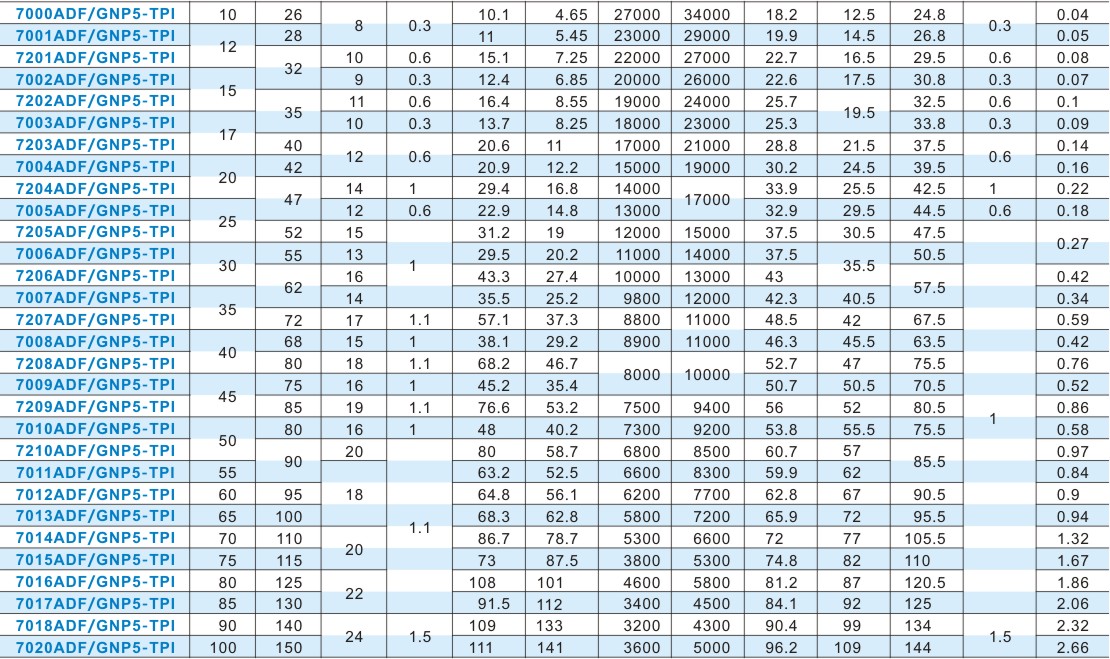 7000ADF/GNP5-TPI 10 26 8 0.3 10.1 4.65 27000 34000 18.2 12.5 24.8 0.3 0.04
7001ADF/GNP5-TPI 12 28 11 5.45 23000 29000 19.9 14.5 26.8 0.05
7201ADF/GNP5-TPI 32 10 0.6 15.1 7.25 22000 27000 22.7 16.5 29.5 0.6 0.08
7002ADF/GNP5-TPI 15 9 0.3 12.4 6.85 20000 26000 22.6 17.5 30.8 0.3 0.07
7202ADF/GNP5-TPI 35 11 0.6 16.4 8.55 19000 24000 25.7 19.5 32.5 0.6 0.1
7003ADF/GNP5-TPI 17 10 0.3 13.7 8.25 18000 23000 25.3 33.8 0.3 0.09
7203ADF/GNP5-TPI 40 12 0.6 20.6 11 17000 21000 28.8 21.5 37.5 0.6 0.14
7004ADF/GNP5-TPI 20 42 20.9 12.2 15000 19000 30.2 24.5 39.5 0.16
7204ADF/GNP5-TPI 47 14 1 29.4 16.8 14000 17000 33.9 25.5 42.5 1 0.22
7005ADF/GNP5-TPI 25 12 0.6 22.9 14.8 13000 32.9 29.5 44.5 0.6 0.18
7205ADF/GNP5-TPI 52 15 1 31.2 19 12000 15000 37.5 30.5 47.5 1 0.27
7006ADF/GNP5-TPI 30 55 13 29.5 20.2 11000 14000 37.5 35.5 50.5
7206ADF/GNP5-TPI 62 16 43.3 27.4 10000 13000 43 57.5 0.42
7007ADF/GNP5-TPI 35 14 35.5 25.2 9800 12000 42.3 40.5 0.34
7207ADF/GNP5-TPI 72 17 1.1 57.1 37.3 8800 11000 48.5 42 67.5 0.59
7008ADF/GNP5-TPI 40 68 15 1 38.1 29.2 8900 11000 46.3 45.5 63.5 0.42
7208ADF/GNP5-TPI 80 18 1.1 68.2 46.7 8000 10000 52.7 47 75.5 0.76
7009ADF/GNP5-TPI 45 75 16 1 45.2 35.4 50.7 50.5 70.5 0.52
7209ADF/GNP5-TPI 85 19 1.1 76.6 53.2 7500 9400 56 52 80.5 0.86
7010ADF/GNP5-TPI 50 80 16 1 48 40.2 7300 9200 53.8 55.5 75.5 0.58
7210ADF/GNP5-TPI 90 20 1.1 80 58.7 6800 8500 60.7 57 85.5 0.97
7011ADF/GNP5-TPI 55 18 63.2 52.5 6600 8300 59.9 62 0.84
7012ADF/GNP5-TPI 60 95 64.8 56.1 6200 7700 62.8 67 90.5 0.9
7013ADF/GNP5-TPI 65 100 68.3 62.8 5800 7200 65.9 72 95.5 0.94
7014ADF/GNP5-TPI 70 110 20 86.7 78.7 5300 6600 72 77 105.5 1.32
7015ADF/GNP5-TPI 75 115 73 87.5 3800 5300 74.8 82 110 1.67
7016ADF/GNP5-TPI 80 125 22 108 101 4600 5800 81.2 87 120.5 1.86
7017ADF/GNP5-TPI 85 130 91.5 112 3400 4500 84.1 92 125 2.06
7018ADF/GNP5-TPI 90 140 24 1.5 109 133 3200 4300 90.4 99 134 1.5 2.32
7020ADF/GNP5-TPI 100 150 111 141 3600 5000 96.2 109 144 2.66